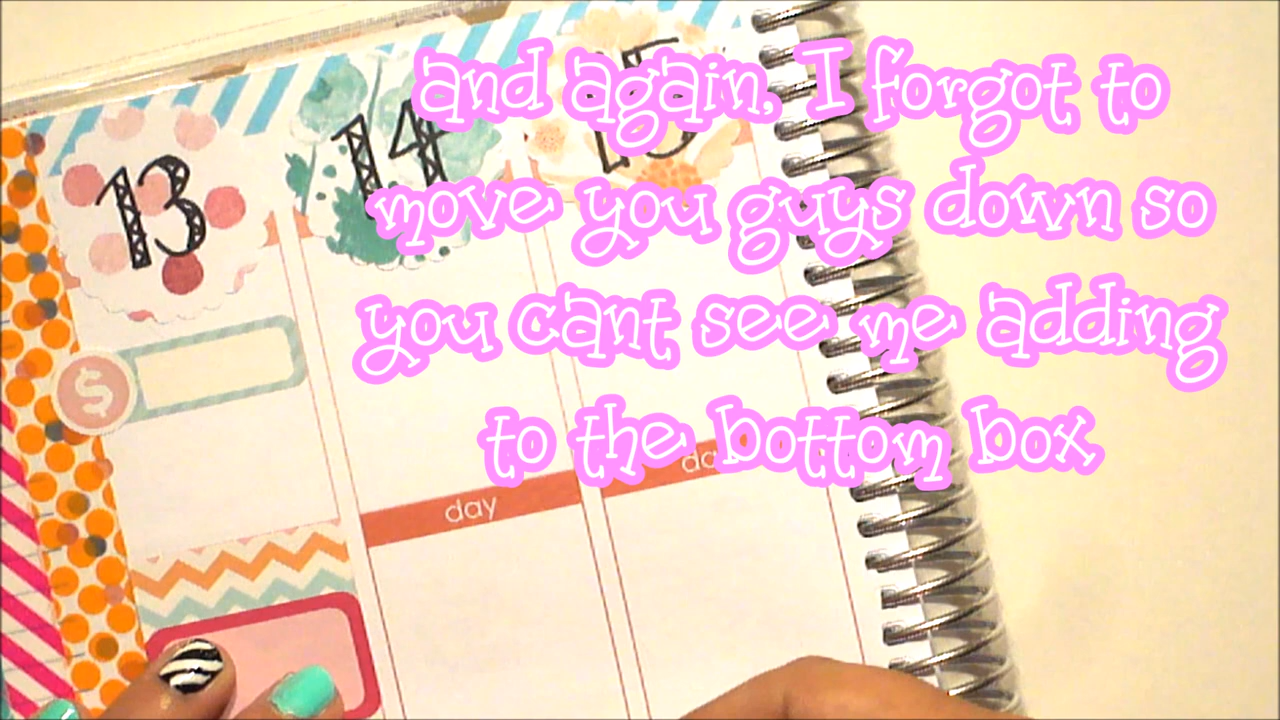 and again, I forgot to
move you guys down so
you cant see me adding
to the bottom box
13
14
15
$
day
day